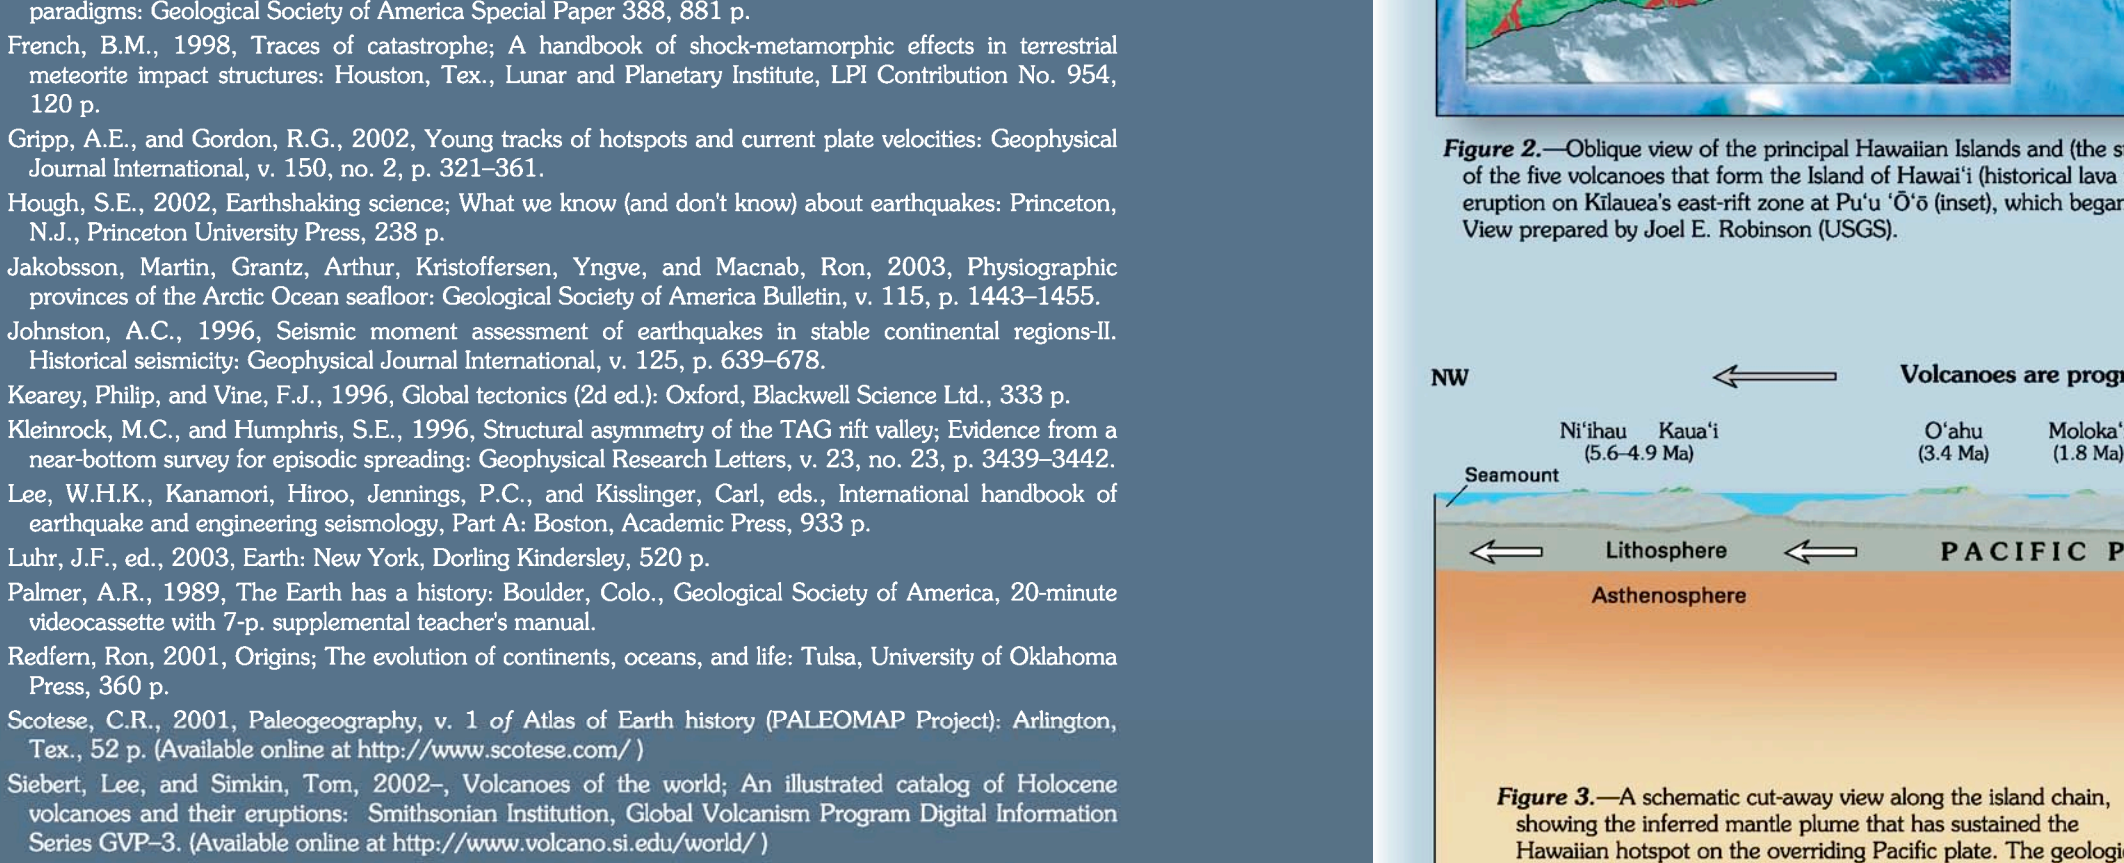 paradigms: Geological Society of America Special Paper 388, 881 p.
French, B.M., 1998, Traces of catastrophe; A handbook of shock-metamorphic effects in terrestrial
meteorite impact structures: Houston, Tex., Lunar and Planetary Institute, LPI Contribution No. 954,
120 p.
Gripp, A.E., and Gordon, R.G., 2002, Young tracks of hotspots and current plate velocities: Geophysical
Journal International, v. 150, no. 2, p. 321–361.
Hough, S.E., 2002, Earthshaking science; What we know (and don't know) about earthquakes: Princeton,
N.J., Princeton University Press, 238 p.
Jakobsson, Martin, Grantz, Arthur, Kristoffersen, Yngve, and Macnab, Ron, 2003, Physiographic
provinces of the Arctic Ocean seafloor: Geological Society of America Bulletin, v. 115, p. 1443–1455.
Johnston, A.C., 1996, Seismic moment assessment of earthquakes in stable continental regions-II.
Historical seismicity: Geophysical Journal International, v. 125, p. 639–678.
Kearey, Philip, and Vine, F.J., 1996, Global tectonics (2d ed.): Oxford, Blackwell Science Ltd., 333 p.
Kleinrock, M.C., and Humphris, S.E., 1996, Structural asymmetry of the TAG rift valley; Evidence from a
near-bottom survey for episodic spreading: Geophysical Research Letters, v. 23, no. 23, p. 3439–3442.
Lee, W.H.K., Kanamori, Hiroo, Jennings, P.C., and Kisslinger, Carl, eds., International handbook of
earthquake and engineering seismology, Part A: Boston, Academic Press, 933 p.
Luhr, J.F., ed., 2003, Earth: New York, Dorling Kindersley, 520 p.
Palmer, A.R., 1989, The Earth has a history: Boulder, Colo., Geological Society of America, 20-minute
videocassette with 7-p. supplemental teacher's manual.
Redfern, Ron, 2001, Origins; The evolution of continents, oceans, and life: Tulsa, University of Oklahoma
Press, 360 p.
Scotese, C.R., 2001, Paleogeography, v. 1 of Atlas of Earth history (PALEOMAP Project): Arlington,
Tex., 52 p. (Available online at http://www.scotese.com/ )
Siebert, Lee, and Simkin, Tom, 2002–, Volcanoes of the world; An illustrated catalog of Holocene
volcanoes and their eruptions: Smithsonian Institution, Global Volcanism Program Digital Information
Series GVP–3. (Available online at http://www.volcano.si.edu/world/ )
Figure 2.—Oblique view of the principal Hawaiian Islands and (the
of the five volcanoes that form the Island of Hawaiʻi (historical lava
eruption on Kīlauea's east-rift zone at Puʻu ʻŌʻō (inset), which began
View prepared by Joel E. Robinson (USGS).
NW
Volcanoes are
Niʻihau Kauaʻi
(5.6–4.9 Ma)
Oʻahu
(3.4 Ma)
Molokaʻ
(1.8 Ma)
Seamount
Lithosphere
PACIFIC P
Asthenosphere
Figure 3.—A schematic cut-away view along the island chain,
showing the inferred mantle plume that has sustained the
Hawaiian hotspot on the overriding Pacific plate. The